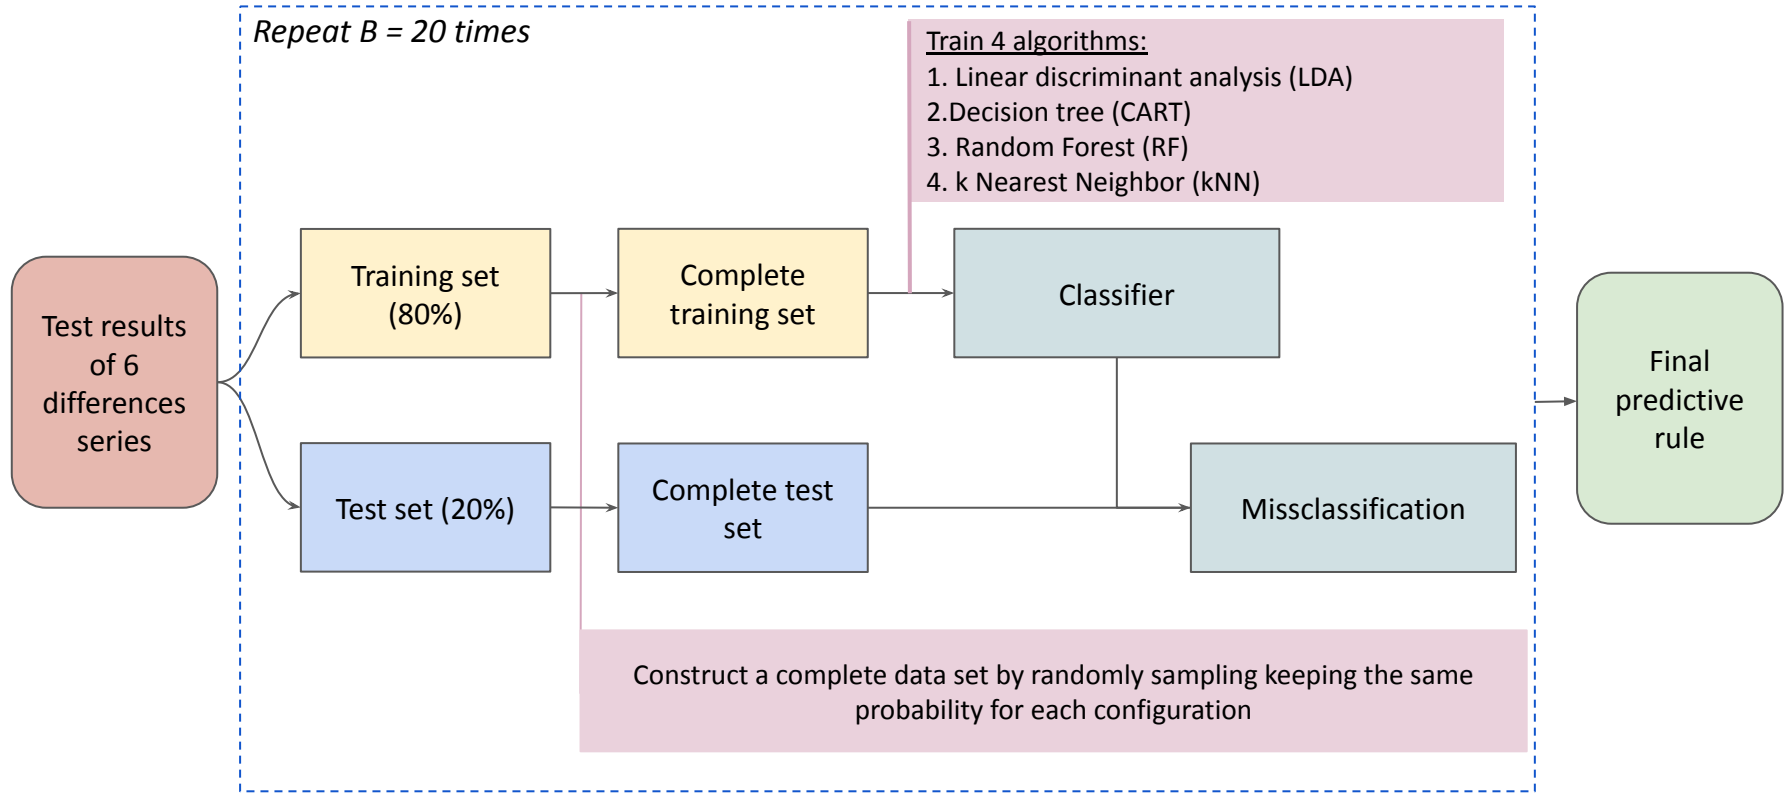 Repeat B = 20 times
Train 4 algorithms:
1. Linear discriminant analysis (LDA)
2.Decision tree (CART)
3. Random Forest (RF)
4. k Nearest Neighbor (kNN)
Test results
of 6
differences
series
Training set
(80%)
Complete
training set
Classifier
Test set (20%)
Complete test
set
Missclassification
Final
predictive
rule
Construct a complete data set by randomly sampling keeping the same
probability for each configuration